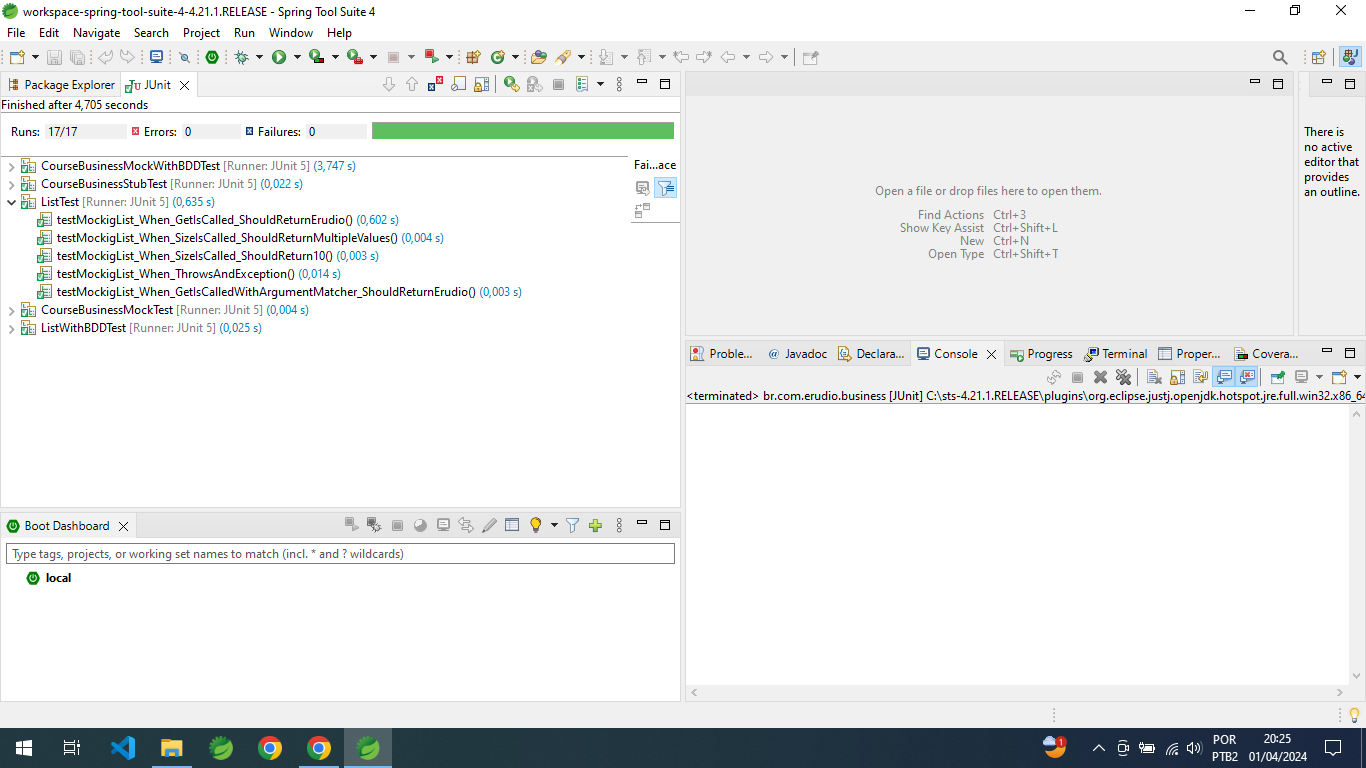 workspace-spring-tool-suite-4-4.21.1.RELEASE - Spring Tool Suite 4
File Edit Navigate Search Project Run Window Help
Package Explorer JUnit
Finished after 4,705 seconds
Runs: 17/17 Errors: 0 Failures: 0
CourseBusinessMockWithBDDTest [Runner: JUnit 5] (3,747 s)
CourseBusinessStubTest [Runner: JUnit 5] (0,022 s)
ListTest [Runner: JUnit 5] (0,635 s)
testMockigList_When_GetIsCalled_ShouldReturnErudio() (0,602 s)
testMockigList_When_SizeIsCalled_ShouldReturnMultipleValues() (0,004 s)
testMockigList_When_SizeIsCalled_ShouldReturn10() (0,003 s)
testMockigList_When_ThrowsAndException() (0,014 s)
testMockigList_When_GetIsCalledWithArgumentMatcher_ShouldReturnErudio() (0,003 s)
CourseBusinessMockTest [Runner: JUnit 5] (0,004 s)
ListWithBDDTest [Runner: JUnit 5] (0,025 s)
Fai...ace
Open a file or drop files here to open them.
Find Actions Ctrl+3
Show Key Assist Ctrl+Shift+L
New Ctrl+N
Open Type Ctrl+Shift+T
There is
no active
editor that
provides
an outline.
Proble... Javadoc Declara... Console Progress Terminal Proper... Covera...
<terminated> br.com.erudio.business [JUnit] C:\sts-4.21.1.RELEASE\plugins\org.eclipse.justj.openjdk.hotspot.jre.full.win32.x86_64
Boot Dashboard
Type tags, projects, or working set names to match (incl. * and ? wildcards)
local
1
POR
PTB2
20:25
01/04/2024